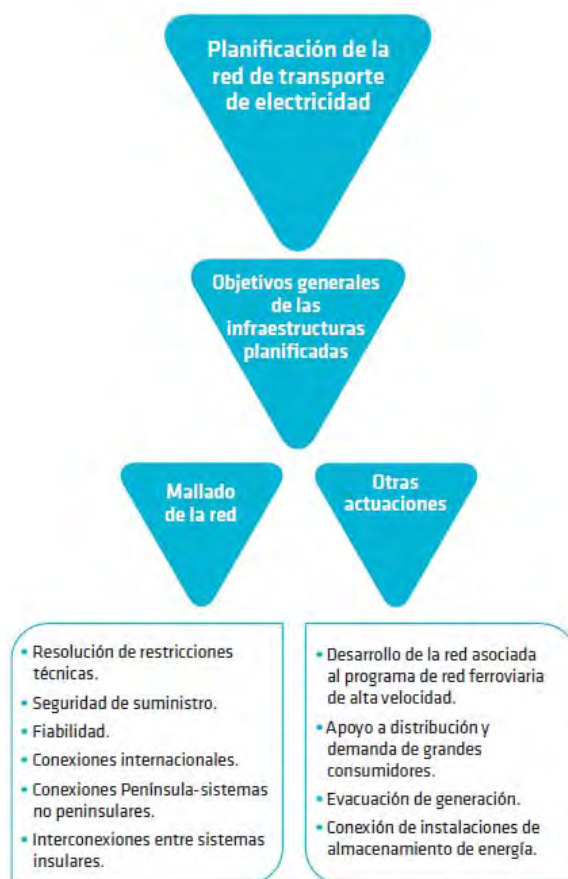 Planificación de la
red de transporte
de electricidad
Objetivos generales
de las
infraestructuras
planificadas
Mallado
de la red
Otras
actuaciones
• Resolución de restricciones
técnicas.
• Seguridad de suministro.
• Fiabilidad.
• Conexiones internacionales.
• Conexiones Península-sistemas
no peninsulares.
• Interconexiones entre sistemas
insulares.
• Desarrollo de la red asociada
al programa de red ferroviaria
de alta velocidad.
• Apoyo a distribución y
demanda de grandes
consumidores.
• Evacuación de generación.
• Conexión de instalaciones de
almacenamiento de energía.